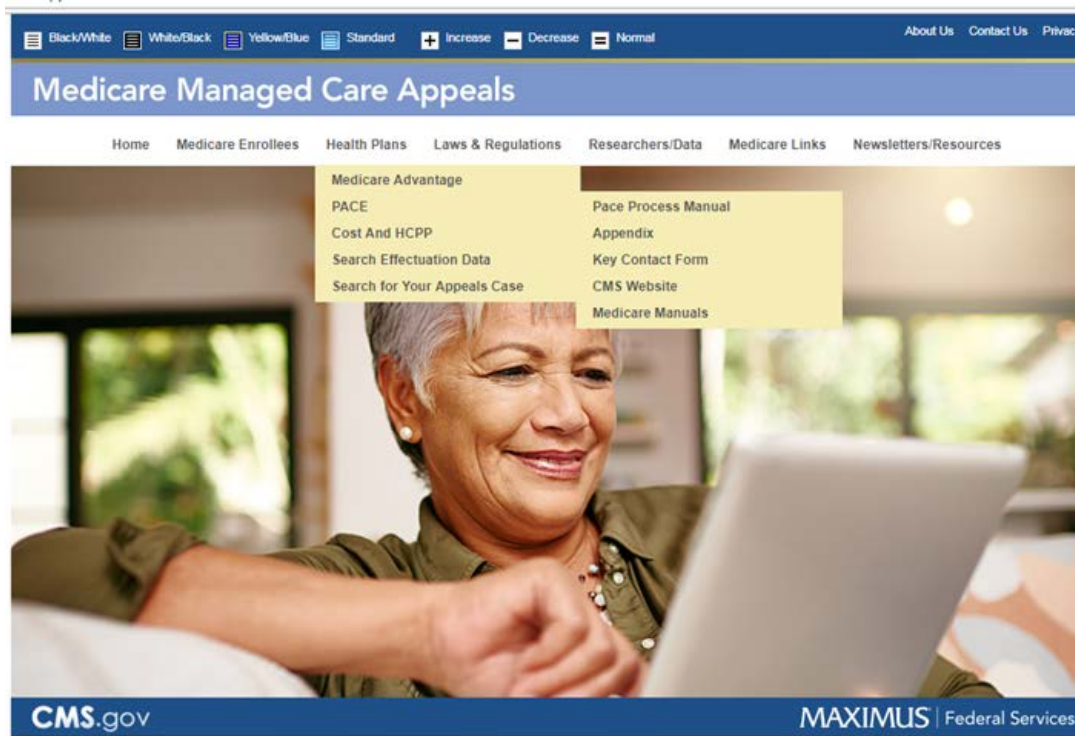 Black/White White/Black Yellow/Blue Standard + Increase - Decrease = Normal About Us Contact Us
Medicare Managed Care Appeals
Home Medicare Enrollees Health Plans Laws & Regulations Researchers/Data Medicare Links Newsletters/Resources
Medicare Advantage
PACE Pace Process Manual
Cost And HCPP Appendix
Search Effectuation Data Key Contact Form
Search for Your Appeals Case CMS Website
Medicare Manuals
CMS.gov MAXIMUS | Federal Services